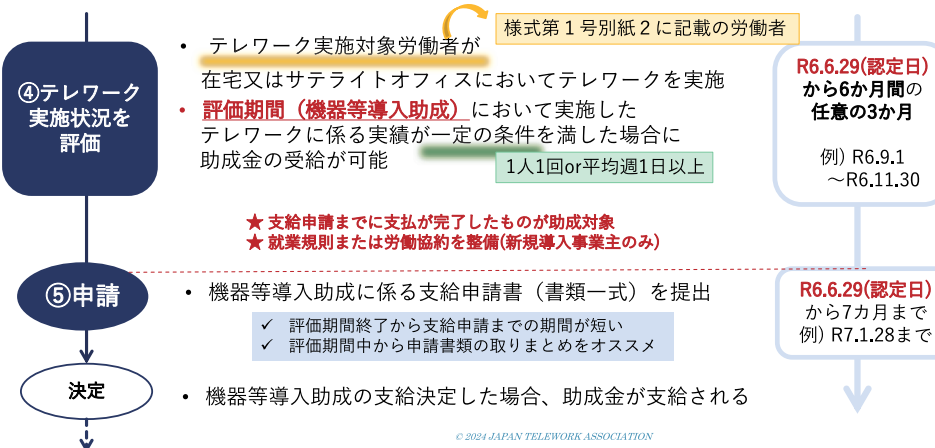 様式第１号別紙２に記載の労働者
④テレワーク
実施状況を
評価
• テレワーク実施対象労働者が
在宅又はサテライトオフィスにおいてテレワークを実施
• 評価期間（機器等導入助成）において実施した
テレワークに係る実績が一定の条件を満した場合に
助成金の受給が可能
1人1回or平均週1日以上
R6.6.29(認定日)
から6か月間の
任意の3か月
例) R6.9.1
～R6.11.30
★ 支給申請までに支払が完了したものが助成対象
★ 就業規則または労働協約を整備(新規導入事業主のみ)
⑤申請
• 機器等導入助成に係る支給申請書（書類一式）を提出
✓ 評価期間終了から支給申請までの期間が短い
✓ 評価期間中から申請書類の取りまとめをオススメ
R6.6.29(認定日)
から7カ月まで
例) R7.1.28まで
決定
• 機器等導入助成の支給決定した場合、助成金が支給される
© 2024 JAPAN TELEWORK ASSOCIATION